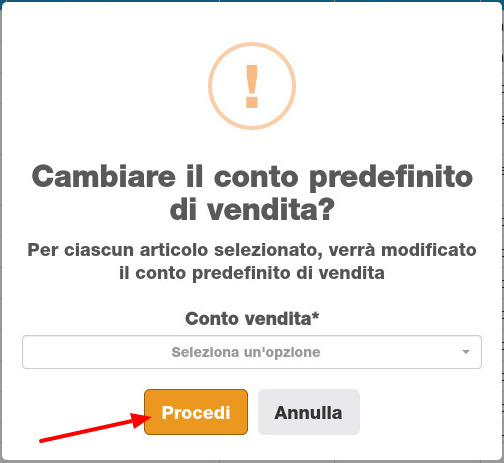 !
Cambiare il conto predefinito
di vendita?
Per ciascun articolo selezionato, verrà modificato
il conto predefinito di vendita
Conto vendita*
Seleziona un'opzione
Procedi Annulla